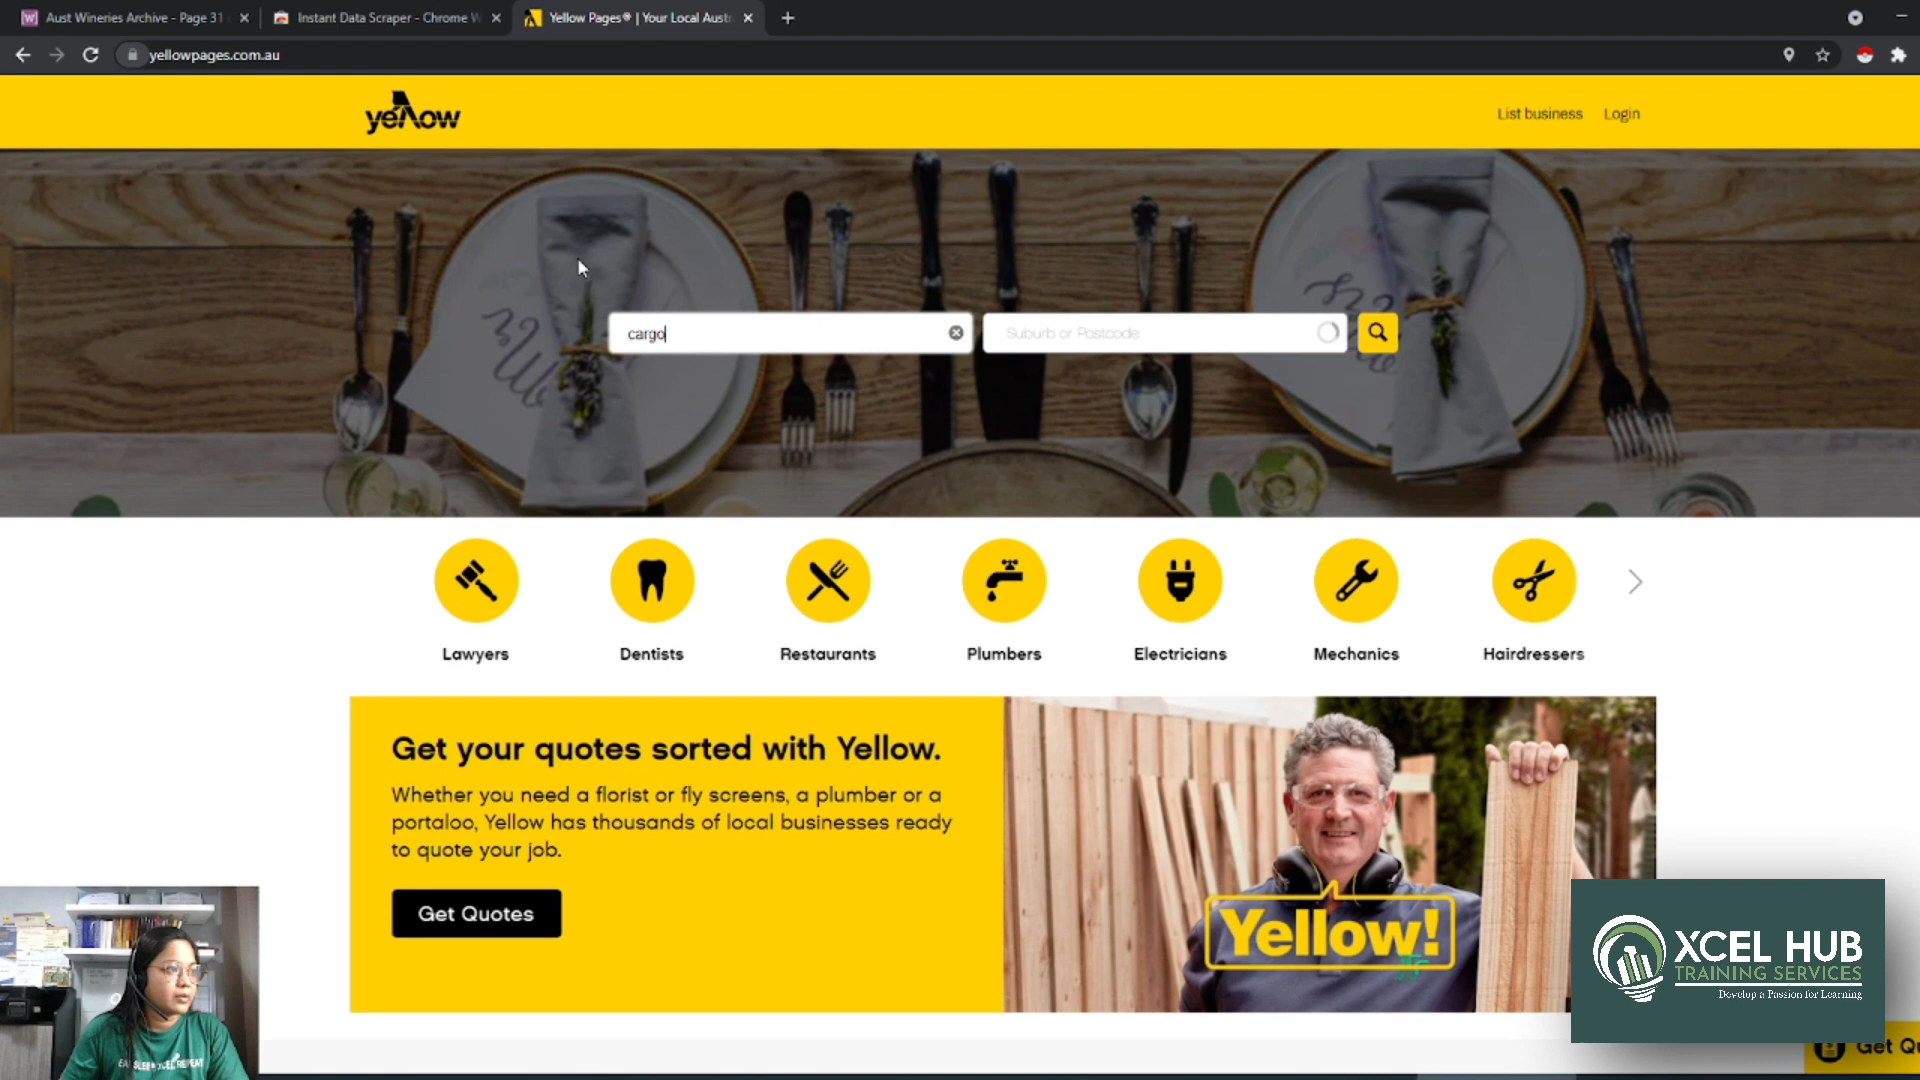 Aust Wineries Archive - Page 31
Instant Data Scraper - Chrome W
Yellow Pages® | Your Local Austr
yellowpages.com.au
yellow
List business
Login
cargo
Suburb or Postcode
Lawyers
Dentists
Restaurants
Plumbers
Electricians
Mechanics
Hairdressers
Get your quotes sorted with Yellow.
Whether you need a florist or fly screens, a plumber or a
portaloo, Yellow has thousands of local businesses ready
to quote your job.
Get Quotes
Yellow!
XCEL HUB
TRAINING SERVICES
Develop a Passion for Learning
Get Qu